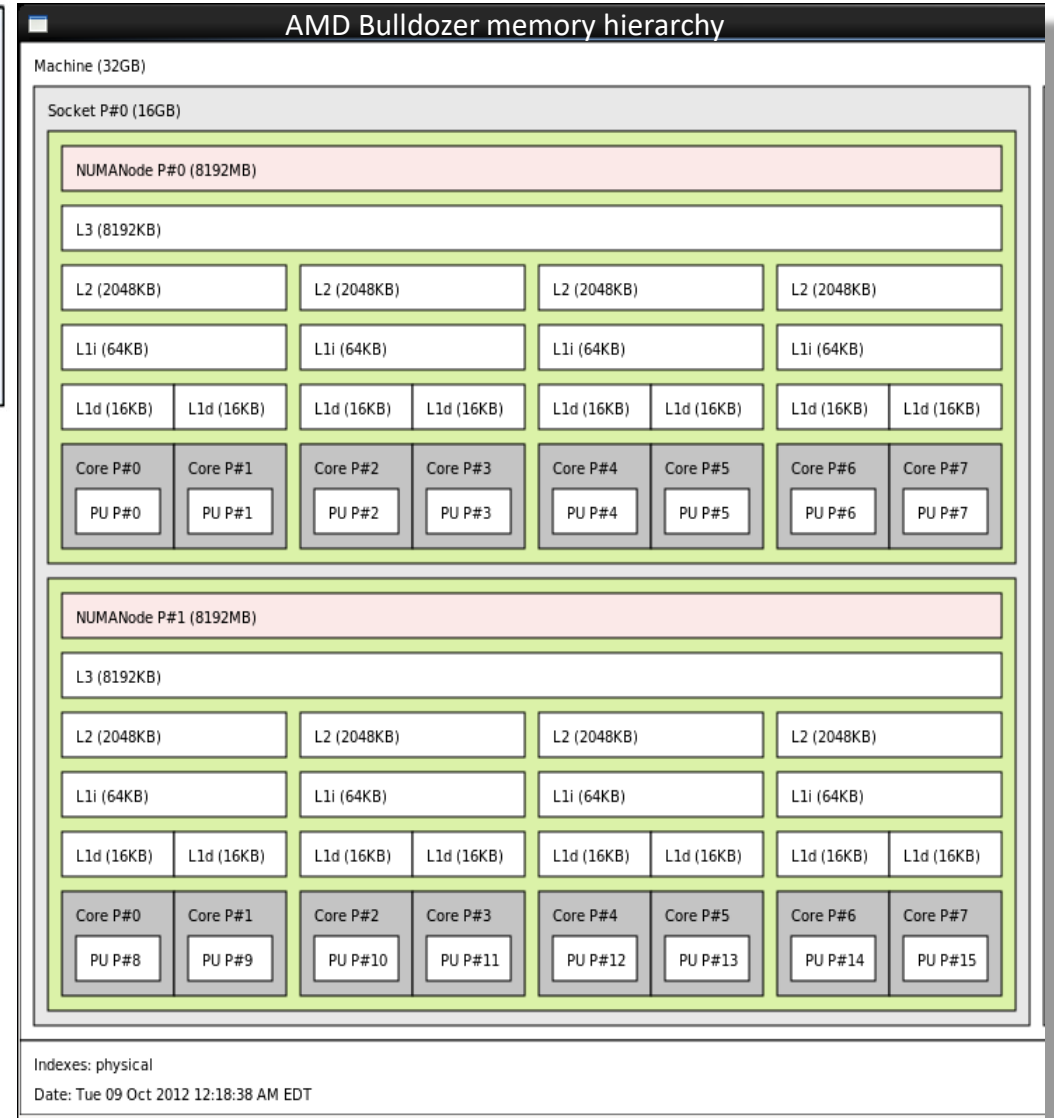 AMD Bulldozer memory hierarchy
Machine (32GB)
Socket P#0 (16GB)
NUMANode P#0 (8192MB)
L3 (8192KB)
L2 (2048KB) L2 (2048KB) L2 (2048KB) L2 (2048KB)
L1i (64KB) L1i (64KB) L1i (64KB) L1i (64KB)
L1d (16KB) L1d (16KB) L1d (16KB) L1d (16KB) L1d (16KB) L1d (16KB) L1d (16KB) L1d (16KB)
Core P#0 Core P#1 Core P#2 Core P#3 Core P#4 Core P#5 Core P#6 Core P#7
PU P#0 PU P#1 PU P#2 PU P#3 PU P#4 PU P#5 PU P#6 PU P#7
NUMANode P#1 (8192MB)
L3 (8192KB)
L2 (2048KB) L2 (2048KB) L2 (2048KB) L2 (2048KB)
L1i (64KB) L1i (64KB) L1i (64KB) L1i (64KB)
L1d (16KB) L1d (16KB) L1d (16KB) L1d (16KB) L1d (16KB) L1d (16KB) L1d (16KB) L1d (16KB)
Core P#0 Core P#1 Core P#2 Core P#3 Core P#4 Core P#5 Core P#6 Core P#7
PU P#8 PU P#9 PU P#10 PU P#11 PU P#12 PU P#13 PU P#14 PU P#15
Indexes: physical
Date: Tue 09 Oct 2012 12:18:38 AM EDT